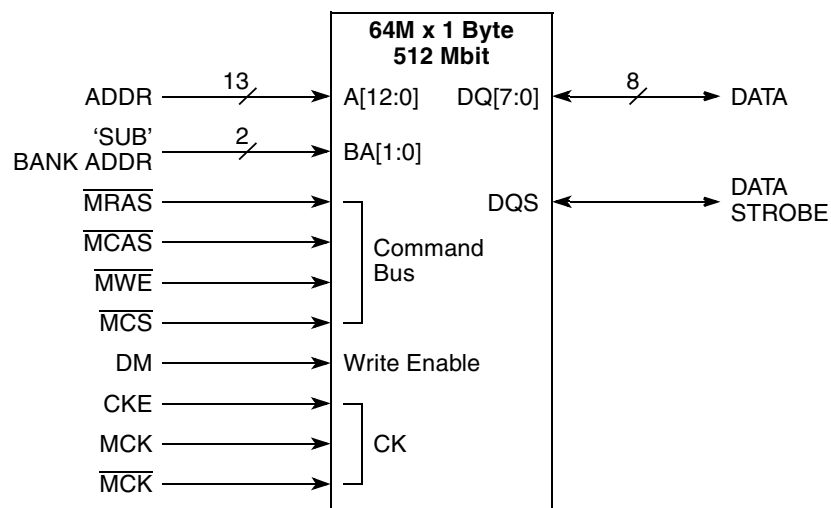 64M x 1 Byte
512 Mbit
ADDR 13 A[12:0] DQ[7:0] 8 DATA
'SUB'
BANK ADDR 2 BA[1:0]
MRAS DQS DATA
STROBE
MCAS Command
Bus
MWE
MCS
DM Write Enable
CKE
MCK CK
MCK